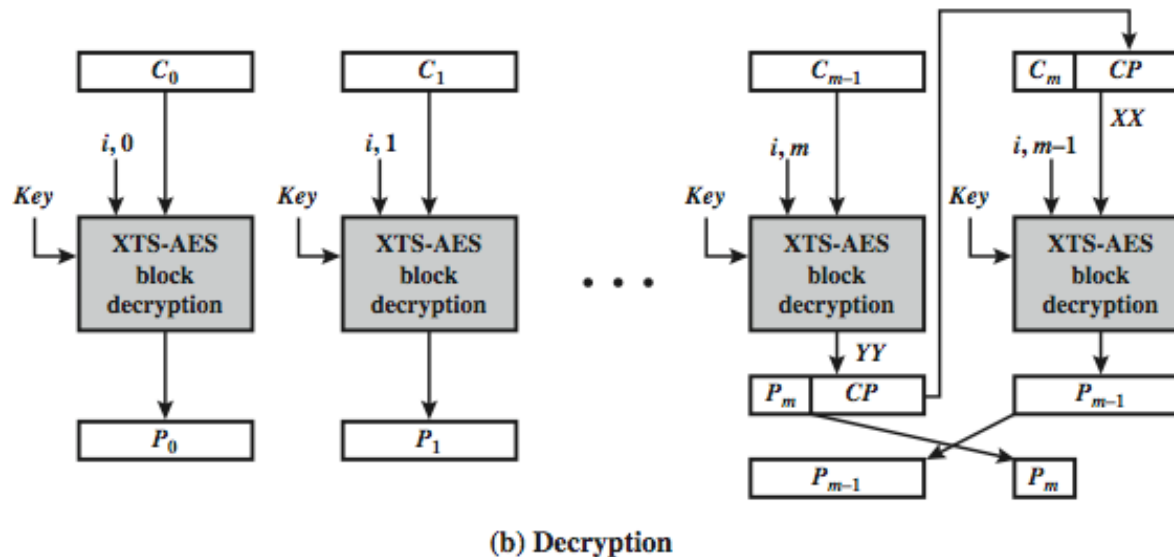 C₀ C₁ Cₘ₋₁ Cₘ CP
XX
i, 0 i, 1 i, m i, m–1
Key Key Key Key
XTS-AES XTS-AES XTS-AES XTS-AES
block block • • • block block
decryption decryption decryption decryption
YY
Pₘ CP Pₘ₋₁
P₀ P₁
Pₘ₋₁ Pₘ
(b) Decryption